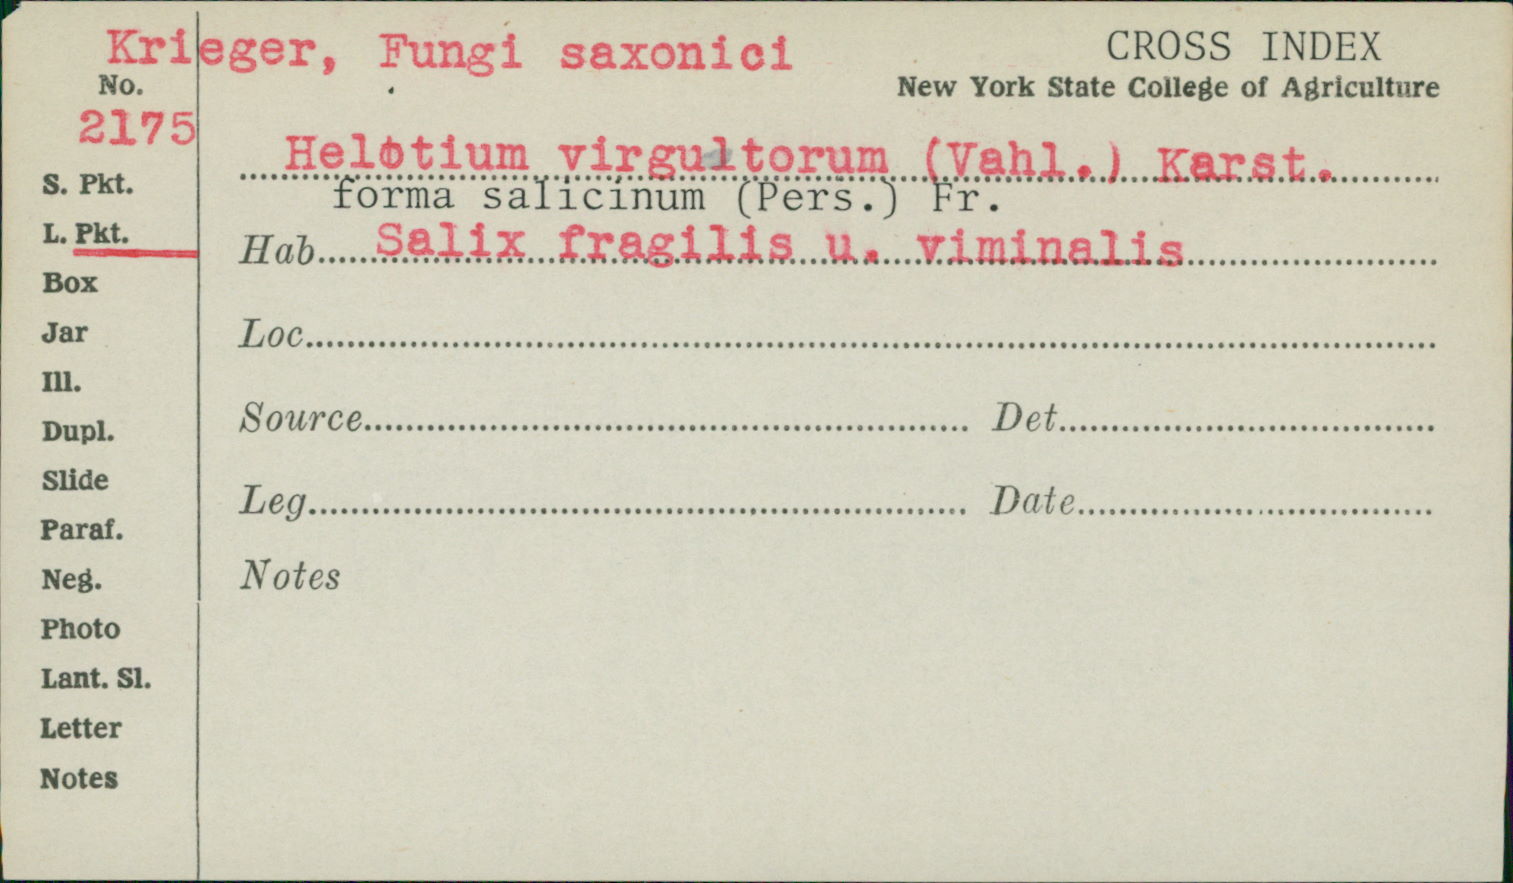 Krieger, Fungi saxonici
CROSS INDEX
No.
New York State College of Agriculture
2175
Helotium virgultorum (Vahl.) Karst.
forma salicinum (Pers.) Fr.
S. Pkt.
L. Pkt.
Hab. Salix fragilis u. viminalis
Box
Jar
Loc.
Ill.
Dupl.
Source
Det.
Slide
Leg.
Date
Paraf.
Neg.
Notes
Photo
Lant. Sl.
Letter
Notes